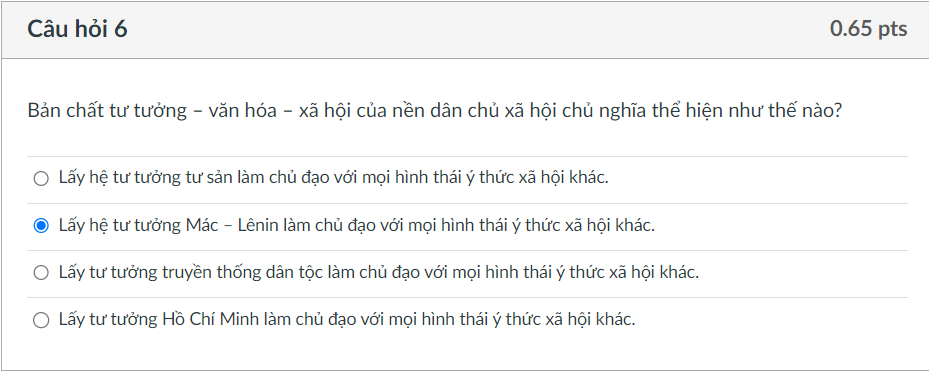 Câu hỏi 6
0.65 pts
Bản chất tư tưởng – văn hóa – xã hội của nền dân chủ xã hội chủ nghĩa thể hiện như thế nào?
Lấy hệ tư tưởng tư sản làm chủ đạo với mọi hình thái ý thức xã hội khác.
Lấy hệ tư tưởng Mác – Lênin làm chủ đạo với mọi hình thái ý thức xã hội khác.
Lấy tư tưởng truyền thống dân tộc làm chủ đạo với mọi hình thái ý thức xã hội khác.
Lấy tư tưởng Hồ Chí Minh làm chủ đạo với mọi hình thái ý thức xã hội khác.